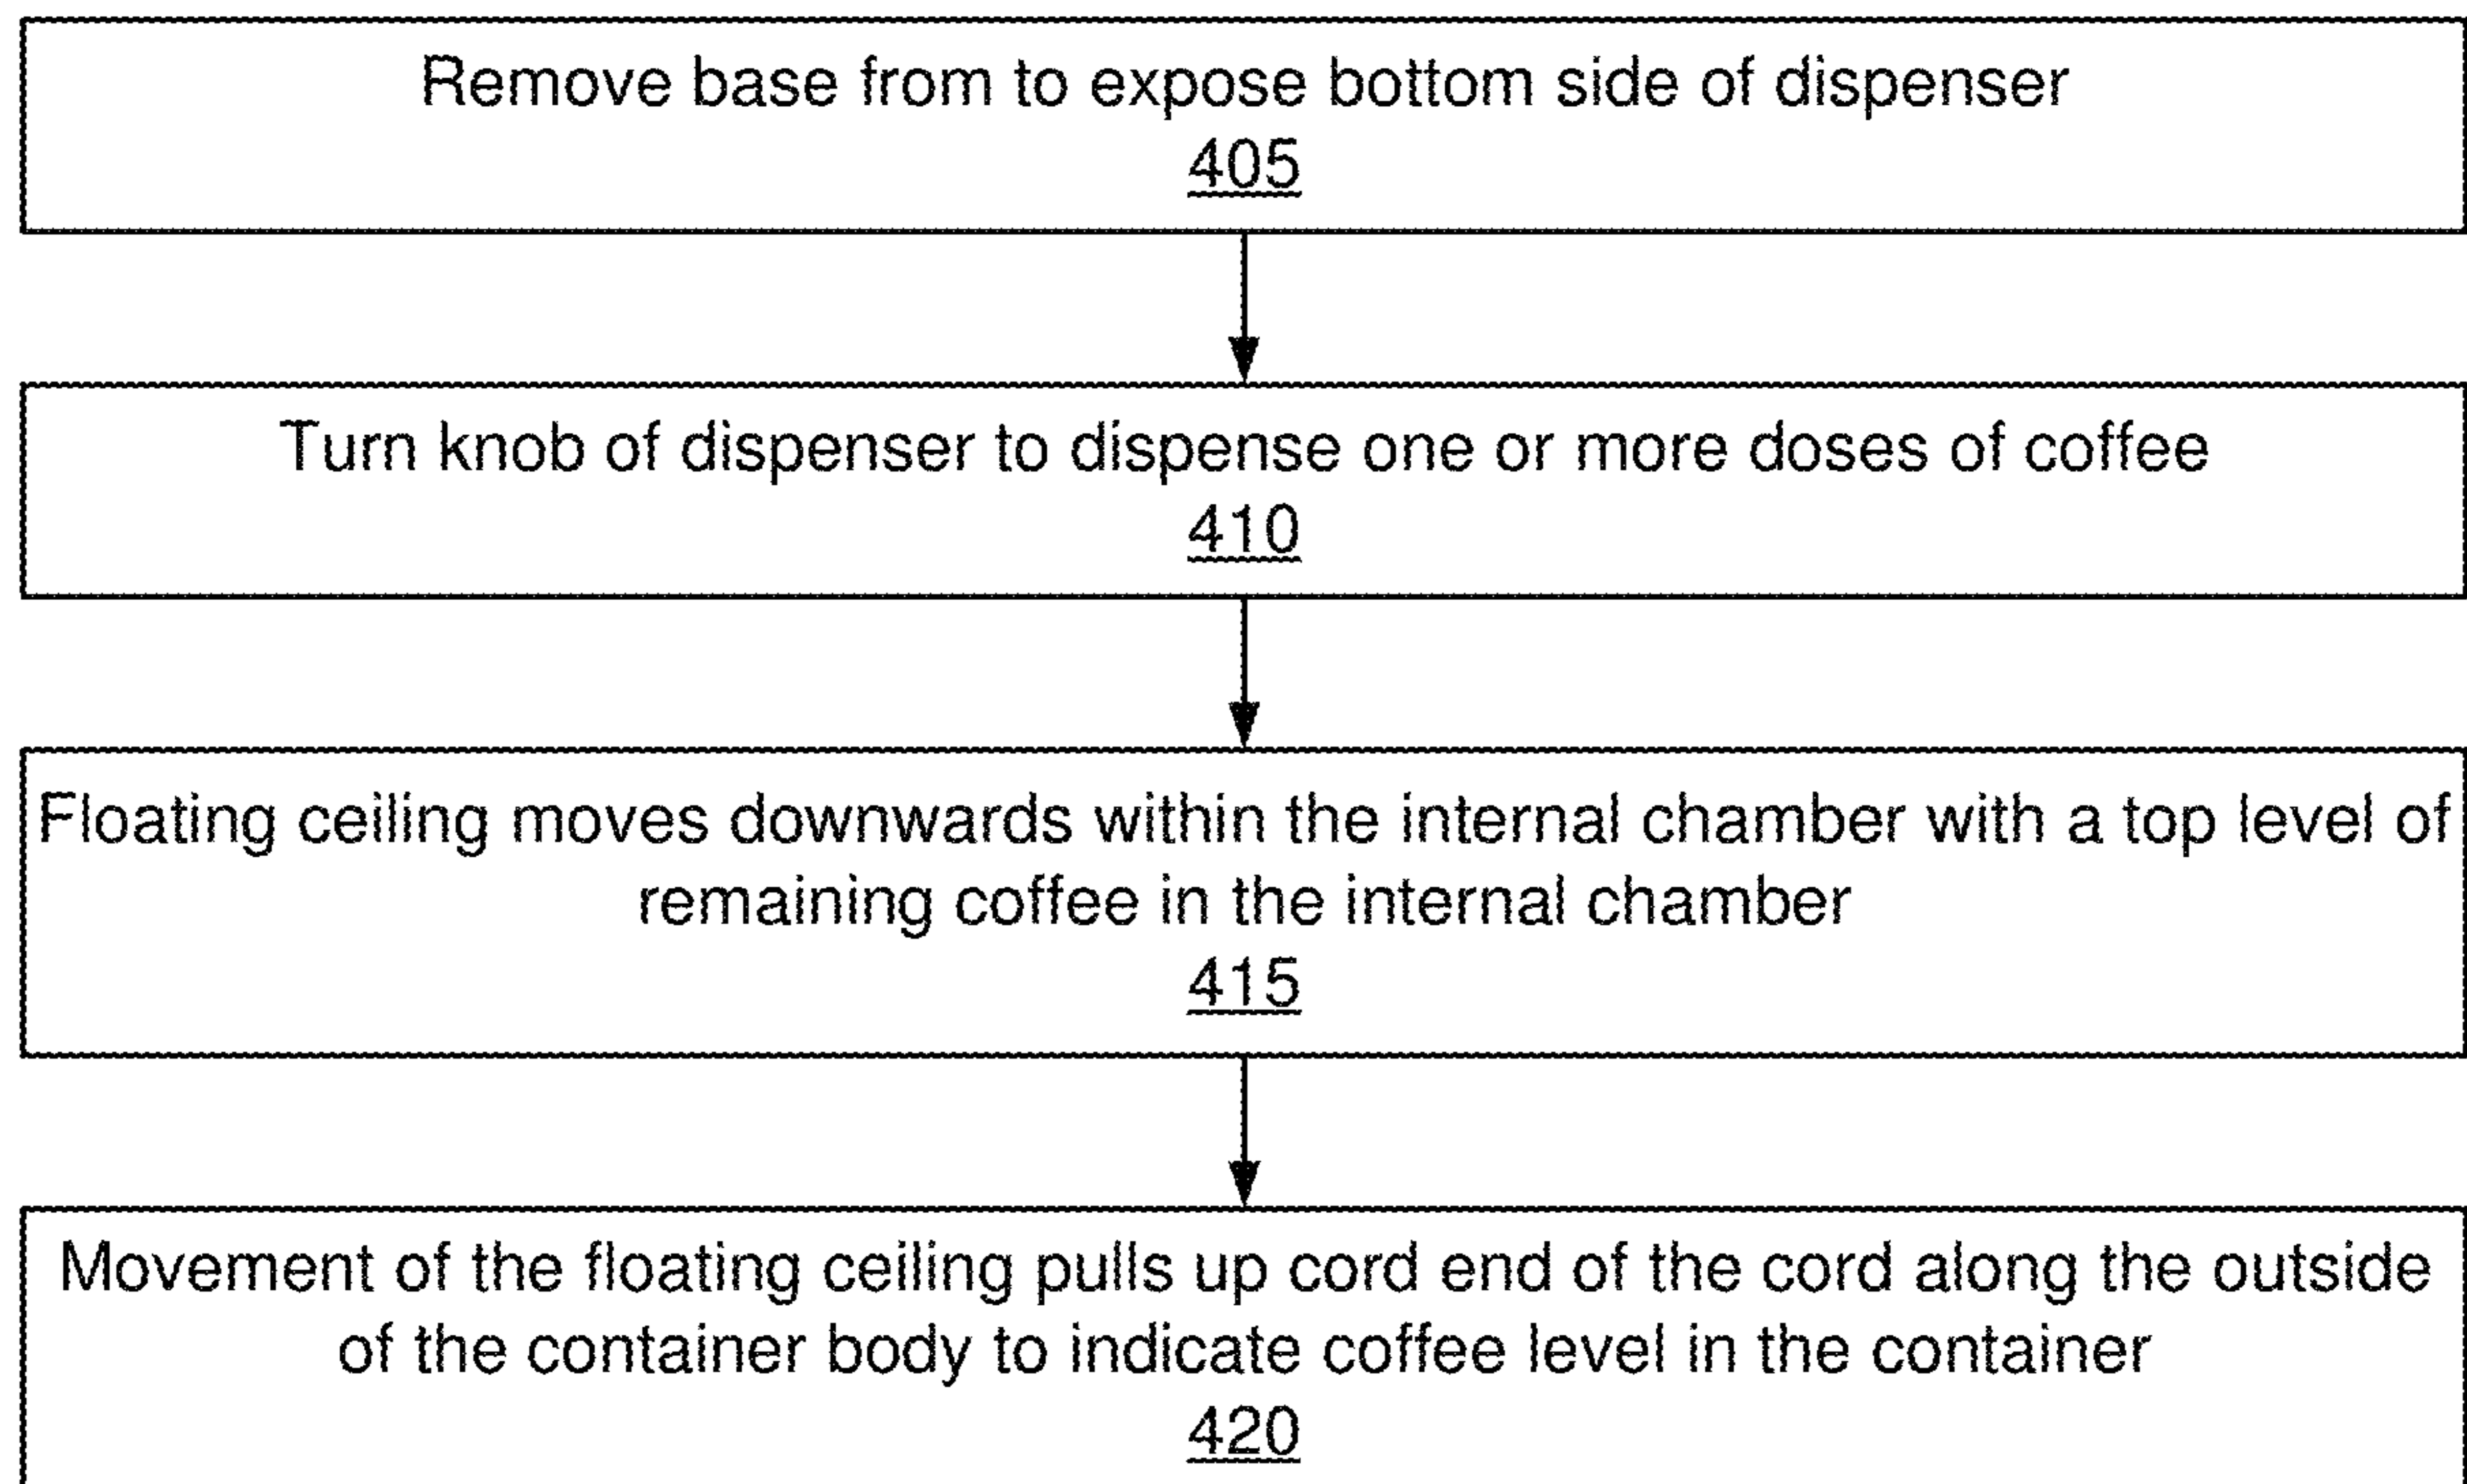 Remove base from to expose bottom side of dispenser
405
Turn knob of dispenser to dispense one or more doses of coffee
410
Floating ceiling moves downwards within the internal chamber with a top level of
remaining coffee in the internal chamber
415
Movement of the floating ceiling pulls up cord end of the cord along the outside
of the container body to indicate coffee level in the container
420